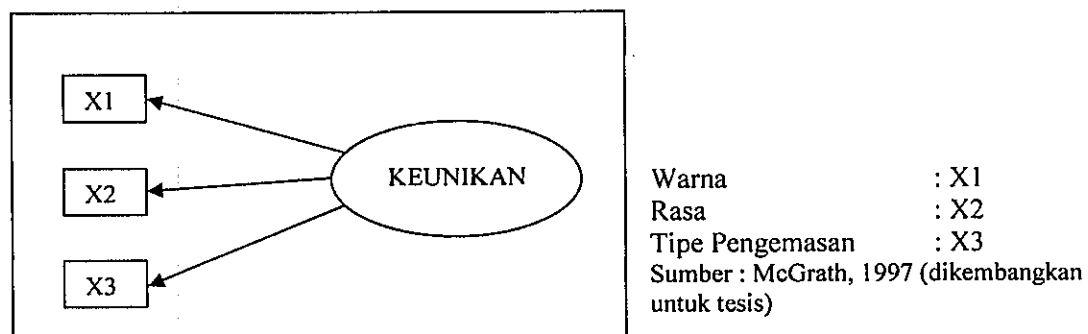 X1
X2
X3
KEUNIKAN
Warna : X1
Rasa : X2
Tipe Pengemasan : X3
Sumber : McGrath, 1997 (dikembangkan
untuk tesis)